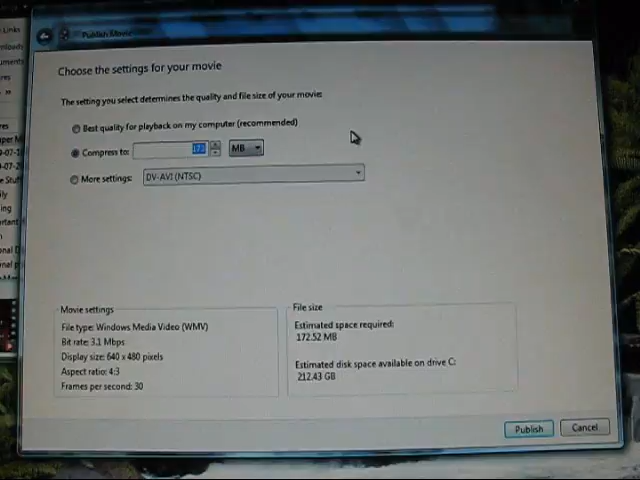 Links
Publish Movie
Choose the settings for your movie
The setting you select determines the quality and file size of your movie:
Best quality for playback on my computer (recommended)
Compress to: 173 MB
More settings: DV-AVI (NTSC)
Movie settings
File type: Windows Media Video (WMV)
Bit rate: 3.1 Mbps
Display size: 640 x 480 pixels
Aspect ratio: 4:3
Frames per second: 30
File size
Estimated space required:
172.52 MB
Estimated disk space available on drive C:
212.43 GB
Publish
Cancel